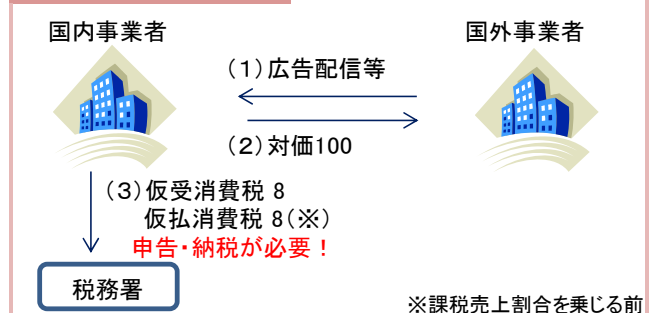 国内事業者
国外事業者
(1)広告配信等
(2)対価100
(3)仮受消費税 8
仮払消費税 8(※)
申告・納税が必要!
税務署
※課税売上割合を乗じる前